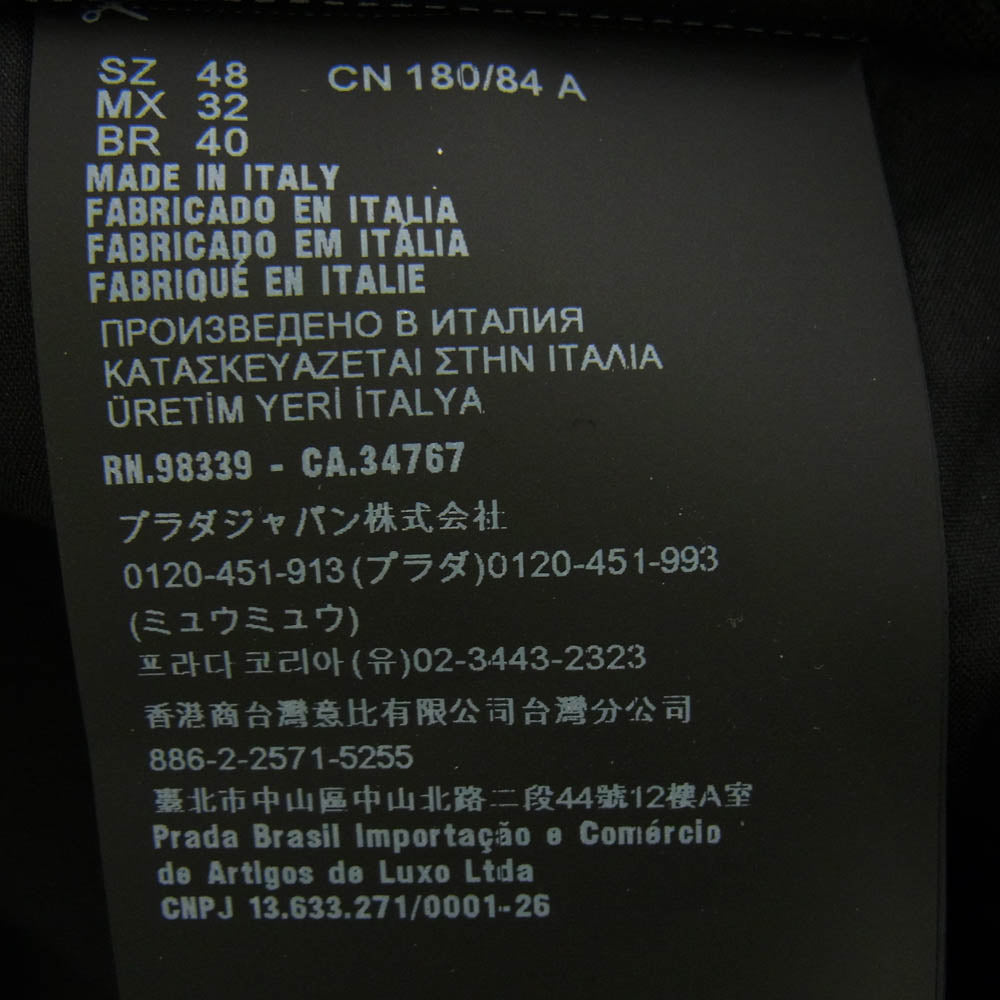 SZ 48 CN 180/84 A
MX 32
BR 40
MADE IN ITALY
FABRICADO EN ITALIA
FABRICADO EM ITÁLIA
FABRIQUÉ EN ITALIE
ПРОИЗВЕДЕНО В ИТАЛИЯ
ΚΑΤΑΣΚΕΥΑΖΕΤΑΙ ΣΤΗΝ ΙΤΑΛΙΑ
ÜRETİM YERİ İTALYA
RN.98339 - CA.34767
プラダジャパン株式会社
0120-451-913(プラダ)0120-451-993
(ミュウミュウ)
프라다코리아(유)02-3443-2323
香港商台灣意比有限公司台灣分公司
886-2-2571-5255
臺北市中山區中山北路二段44號12樓A室
Prada Brasil Importação e Comércio
de Artigos de Luxo Ltda
CNPJ 13.633.271/0001-26